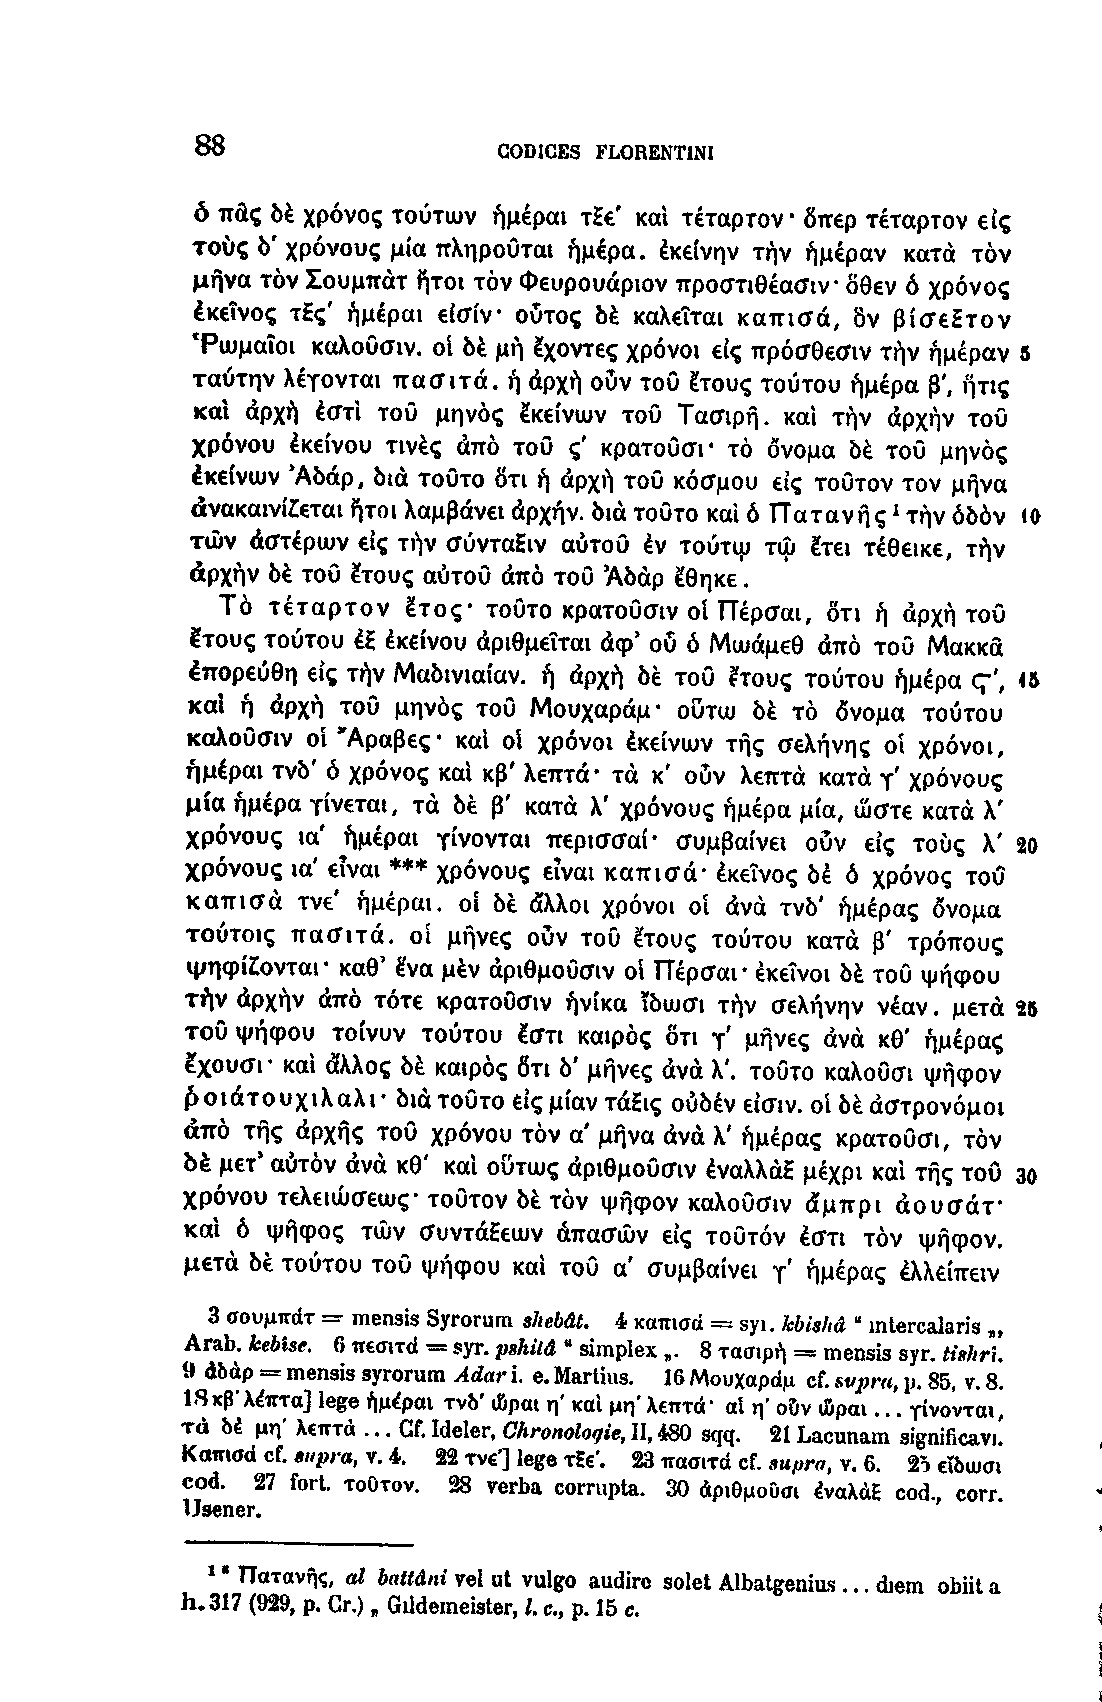 88 CODICES FLORENTINI
ὁ πᾶς δὲ χρόνος τούτων ἡμέραι τξε΄ καὶ τέταρτον· ὅπερ τέταρτον εἰς
τοὺς δ΄ χρόνους μία πληροῦται ἡμέρα. ἐκείνην τὴν ἡμέραν κατὰ τὸν
μῆνα τὸν Σουμπὰτ ἤτοι τὸν Φευρουάριον προστιθέασιν· ὅθεν ὁ χρόνος
ἐκεῖνος τξς΄ ἡμέραι εἰσίν· οὗτος δὲ καλεῖται καπισά, ὃν βίσεξτον
Ῥωμαῖοι καλοῦσιν. οἱ δὲ μὴ ἔχοντες χρόνοι εἰς πρόσθεσιν τὴν ἡμέραν 5
ταύτην λέγονται πασιτά. ἡ ἀρχὴ οὖν τοῦ ἔτους τούτου ἡμέρα β΄, ἥτις
καὶ ἀρχὴ ἐστὶ τοῦ μηνὸς ἐκείνων τοῦ Τασιρῆ. καὶ τὴν ἀρχὴν τοῦ
χρόνου ἐκείνου τινὲς ἀπὸ τοῦ ς΄ κρατοῦσι· τὸ ὄνομα δὲ τοῦ μηνὸς
ἐκείνων Ἀδάρ, διὰ τοῦτο ὅτι ἡ ἀρχὴ τοῦ κόσμου εἰς τοῦτον τον μῆνα
ἀνακαινίζεται ἤτοι λαμβάνει ἀρχήν. διὰ τοῦτο καὶ ὁ Πατανῆς¹ τὴν ὁδὸν 10
τῶν ἀστέρων εἰς τὴν σύνταξιν αὐτοῦ ἐν τούτῳ τῷ ἔτει τέθεικε, τὴν
ἀρχὴν δὲ τοῦ ἔτους αὐτοῦ ἀπὸ τοῦ Ἀδὰρ ἔθηκε.
Τὸ τέταρτον ἔτος· τοῦτο κρατοῦσιν οἱ Πέρσαι, ὅτι ἡ ἀρχὴ τοῦ
ἔτους τούτου ἐξ ἐκείνου ἀριθμεῖται ἀφ’ οὗ ὁ Μωάμεθ ἀπὸ τοῦ Μακκᾶ
ἐπορεύθη εἰς τὴν Μαδινιαίαν. ἡ ἀρχὴ δὲ τοῦ ἔτους τούτου ἡμέρα ϛ΄, 15
καὶ ἡ ἀρχὴ τοῦ μηνὸς τοῦ Μουχαράμ· οὕτω δὲ τὸ ὄνομα τούτου
καλοῦσιν οἱ Ἄραβες· καὶ οἱ χρόνοι ἐκείνων τῆς σελήνης οἱ χρόνοι,
ἡμέραι τνδ΄ ὁ χρόνος καὶ κβ΄ λεπτά· τὰ κ΄ οὖν λεπτὰ κατὰ γ΄ χρόνους
μία ἡμέρα γίνεται, τὰ δὲ β΄ κατὰ λ΄ χρόνους ἡμέρα μία, ὥστε κατὰ λ΄
χρόνους ια΄ ἡμέραι γίνονται περισσαί· συμβαίνει οὖν εἰς τοὺς λ΄ 20
χρόνους ια΄ εἶναι *** χρόνους εἶναι καπισά· ἐκεῖνος δὲ ὁ χρόνος τοῦ
καπισὰ τνε΄ ἡμέραι. οἱ δὲ ἄλλοι χρόνοι οἱ ἀνὰ τνδ΄ ἡμέρας ὄνομα
τούτοις πασιτά. οἱ μῆνες οὖν τοῦ ἔτους τούτου κατὰ β΄ τρόπους
ψηφίζονται· καθ’ ἕνα μὲν ἀριθμοῦσιν οἱ Πέρσαι· ἐκεῖνοι δὲ τοῦ ψήφου
τὴν ἀρχὴν ἀπὸ τότε κρατοῦσιν ἡνίκα ἴδωσι τὴν σελήνην νέαν. μετὰ 25
τοῦ ψήφου τοίνυν τούτου ἔστι καιρὸς ὅτι γ΄ μῆνες ἀνὰ κθ΄ ἡμέρας
ἔχουσι· καὶ ἄλλος δὲ καιρὸς ὅτι δ΄ μῆνες ἀνὰ λ΄. τοῦτο καλοῦσι ψῆφον
ῥοιάτουχιλαλι· διὰ τοῦτο εἰς μίαν τάξις οὐδέν εἰσιν. οἱ δὲ ἀστρονόμοι
ἀπὸ τῆς ἀρχῆς τοῦ χρόνου τὸν α΄ μῆνα ἀνὰ λ΄ ἡμέρας κρατοῦσι, τὸν
δὲ μετ’ αὐτὸν ἀνὰ κθ΄ καὶ οὕτως ἀριθμοῦσιν ἐναλλὰξ μέχρι καὶ τῆς τοῦ 30
χρόνου τελειώσεως· τοῦτον δὲ τὸν ψῆφον καλοῦσιν ἄμπρι ἀουσάτ·
καὶ ὁ ψῆφος τῶν συντάξεων ἁπασῶν εἰς τοῦτόν ἐστι τὸν ψῆφον.
μετὰ δὲ τούτου τοῦ ψήφου καὶ τοῦ α΄ συμβαίνει γ΄ ἡμέρας ἐλλείπειν
3 σουμπάτ = mensis Syrorum shebât. 4 καπισά = syr. kbishâ “ intercalaris „,
Arab. kebise. 6 πεσιτά = syr. pshitâ “ simplex „. 8 τασιρὴ = mensis syr. tishri.
9 ἀδὰρ = mensis syrorum Adar i. e. Martius. 16 Μουχαράμ cf. supra, p. 85, v. 8.
18 κβ΄ λέπτα] lege ἡμέραι τνδ΄ ὥραι η΄ καὶ μη΄ λεπτά· αἱ η΄ οὖν ὧραι ... γίνονται,
τὰ δὲ μη΄ λεπτὰ ... Cf. Ideler, Chronologie, II, 480 sqq. 21 Lacunam significavi.
Καπισά cf. supra, v. 4. 22 τνέ] lege τξε΄. 23 πασιτά cf. supra, v. 6. 25 εἴδωσι
cod. 27 fort. τοῦτον. 28 verba corrupta. 30 ἀριθμοῦσι ἐναλὰξ cod., corr.
Usener.
¹ “ Πατανῆς, al battâni vel ut vulgo audire solet Albatgenius ... diem obiit a
h. 317 (929, p. Cr.) „ Gildemeister, l. c., p. 15 c.